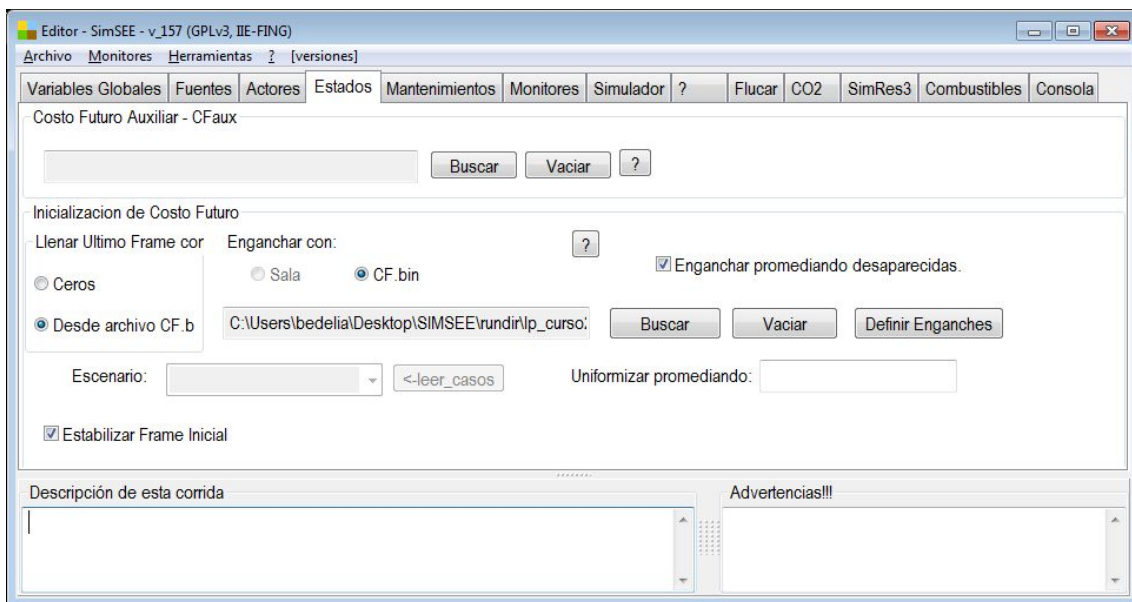 Editor - SimSEE - v_157 (GPLv3, IIE-FING)
Archivo Monitores Herramientas ? [versiones]
Variables Globales Fuentes Actores Estados Mantenimientos Monitores Simulador ? Flucar CO2 SimRes3 Combustibles Consola
Costo Futuro Auxiliar - CFaux
Buscar Vaciar ?
Inicializacion de Costo Futuro
Llenar Ultimo Frame cor Enganchar con: ?
Sala CF.bin Enganchar promediando desaparecidas.
Ceros
Desde archivo CF.b C:\Users\bedelia\Desktop\SIMSEE\rundir\lp_curso2 Buscar Vaciar Definir Enganches
Escenario: <-leer_casos Uniformizar promediando:
Estabilizar Frame Inicial
Descripción de esta corrida Advertencias!!!